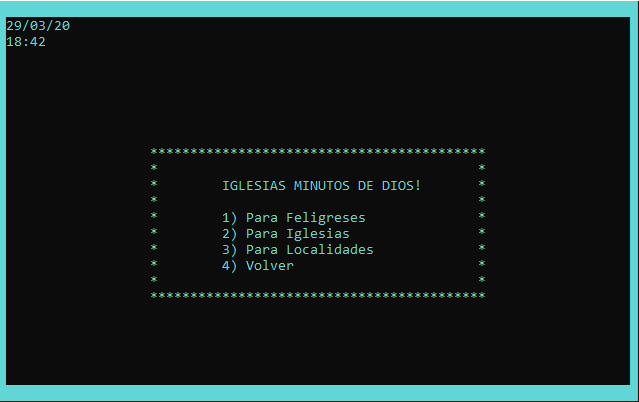 29/03/20
18:42
******************************************
* *
* IGLESIAS MINUTOS DE DIOS! *
* *
* 1) Para Feligreses *
* 2) Para Iglesias *
* 3) Para Localidades *
* 4) Volver *
* *
******************************************